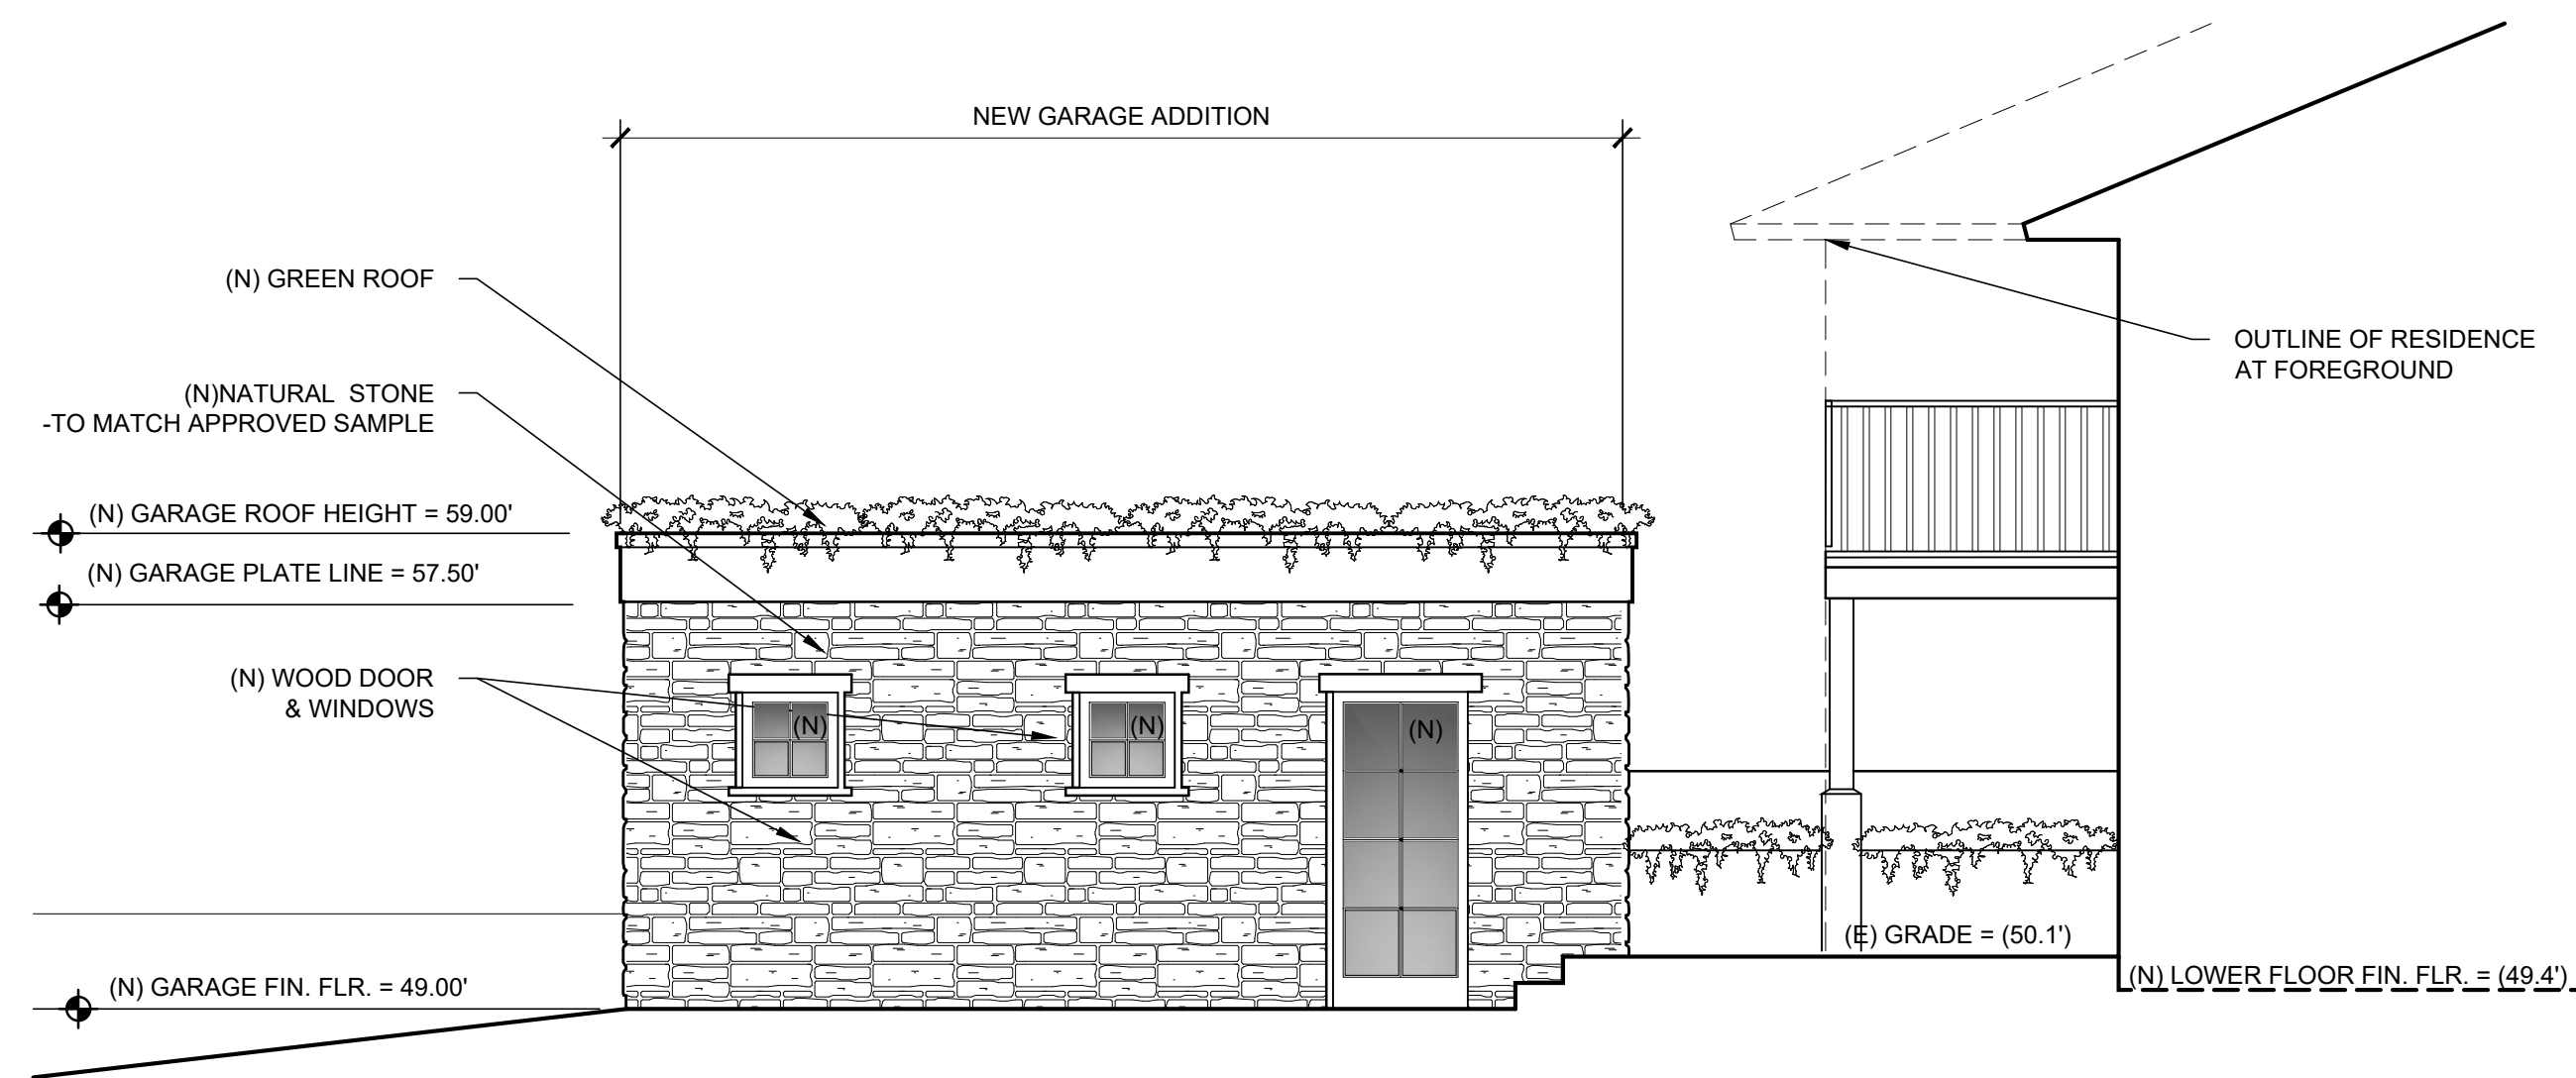 NEW GARAGE ADDITION
(N) GREEN ROOF
OUTLINE OF RESIDENCE
AT FOREGROUND
(N)NATURAL  STONE
-TO MATCH APPROVED SAMPLE
(N) GARAGE ROOF HEIGHT = 59.00'
(N) GARAGE PLATE LINE = 57.50'
(N) WOOD DOOR
& WINDOWS
(N)
(N)
(N)
(E) GRADE = (50.1')
(N) LOWER FLOOR FIN. FLR. = (49.4')
(N) GARAGE FIN. FLR. = 49.00'